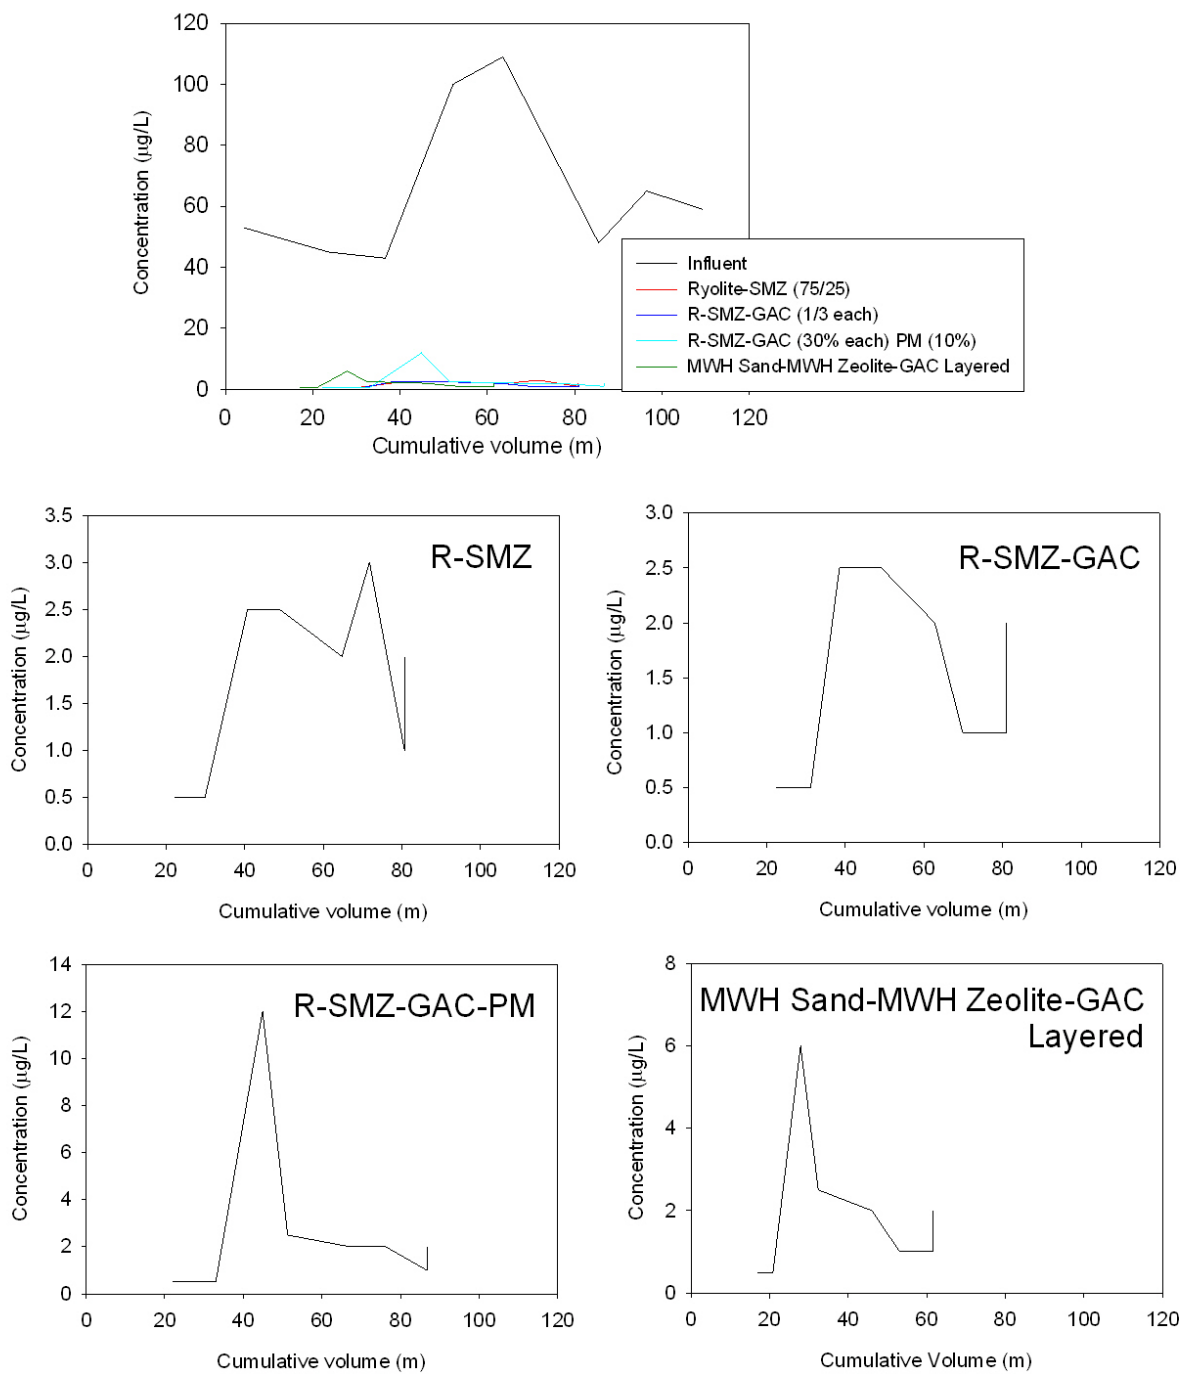 120
100
80
60
40
20
0
Concentration (μg/L)
0 20 40 60 80 100 120
Cumulative volume (m)
Influent
Ryolite-SMZ (75/25)
R-SMZ-GAC (1/3 each)
R-SMZ-GAC (30% each) PM (10%)
MWH Sand-MWH Zeolite-GAC Layered
R-SMZ
3.5
3.0
2.5
2.0
1.5
1.0
0.5
0.0
Concentration (μg/L)
0 20 40 60 80 100 120
Cumulative volume (m)
R-SMZ-GAC
3.0
2.5
2.0
1.5
1.0
0.5
0.0
Concentration (μg/L)
0 20 40 60 80 100 120
Cumulative volume (m)
R-SMZ-GAC-PM
14
12
10
8
6
4
2
0
Concentration (μg/L)
0 20 40 60 80 100 120
Cumulative volume (m)
MWH Sand-MWH Zeolite-GAC
Layered
8
6
4
2
0
Concentration (μg/L)
0 20 40 60 80 100 120
Cumulative Volume (m)